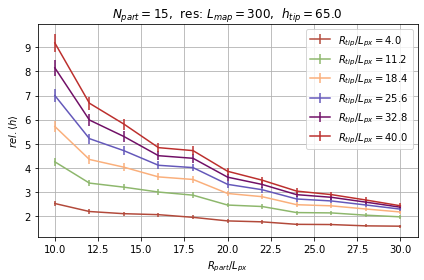 N_part = 15, res: L_map = 300, h_tip = 65.0
rel. ⟨h⟩
9
8
7
6
5
4
3
2
R_tip/L_px = 4.0
R_tip/L_px = 11.2
R_tip/L_px = 18.4
R_tip/L_px = 25.6
R_tip/L_px = 32.8
R_tip/L_px = 40.0
10.0 12.5 15.0 17.5 20.0 22.5 25.0 27.5 30.0
R_part/L_px